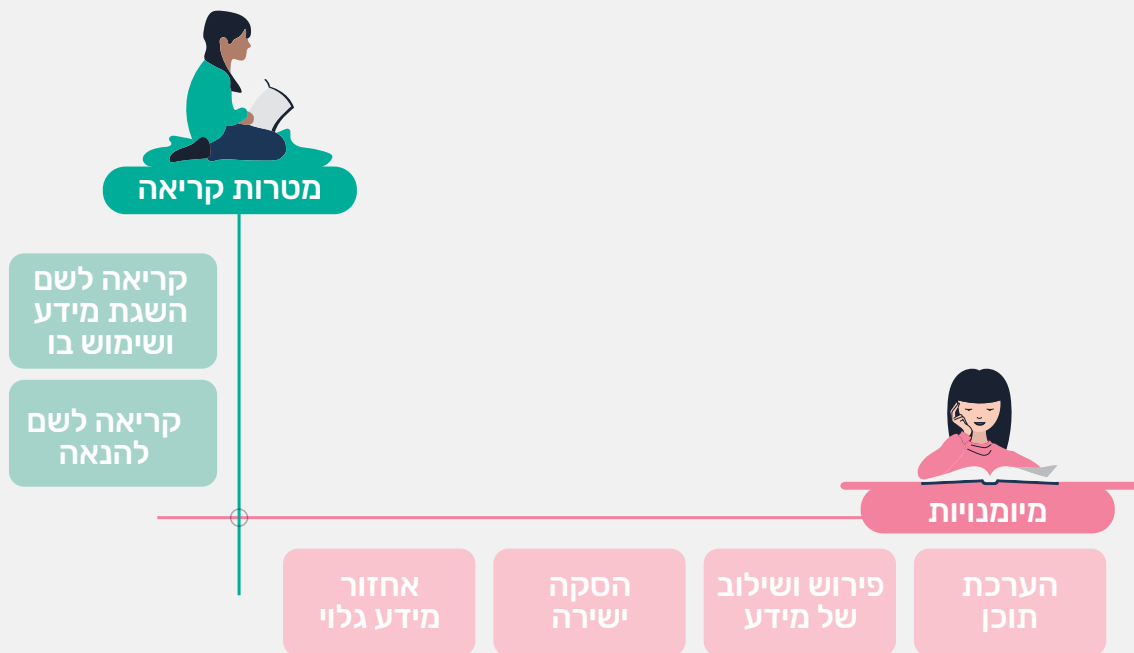 מטרות קריאה
קריאה לשם
השגת מידע
ושימוש בו
קריאה לשם
להנאה
מיומנויות
הערכת
תוכן
פירוש ושילוב
של מידע
הסקה
ישירה
אחזור
מידע גלוי